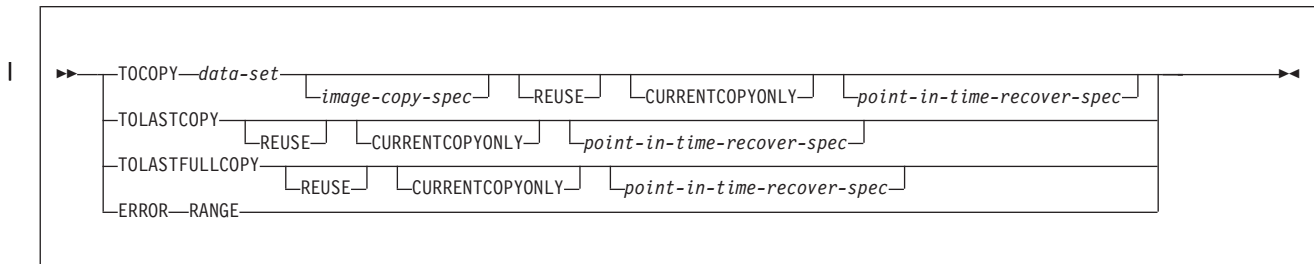 TOCOPY data-set image-copy-spec REUSE CURRENTCOPYONLY point-in-time-recover-spec
TOLASTCOPY REUSE CURRENTCOPYONLY point-in-time-recover-spec
TOLASTFULLCOPY REUSE CURRENTCOPYONLY point-in-time-recover-spec
ERROR RANGE